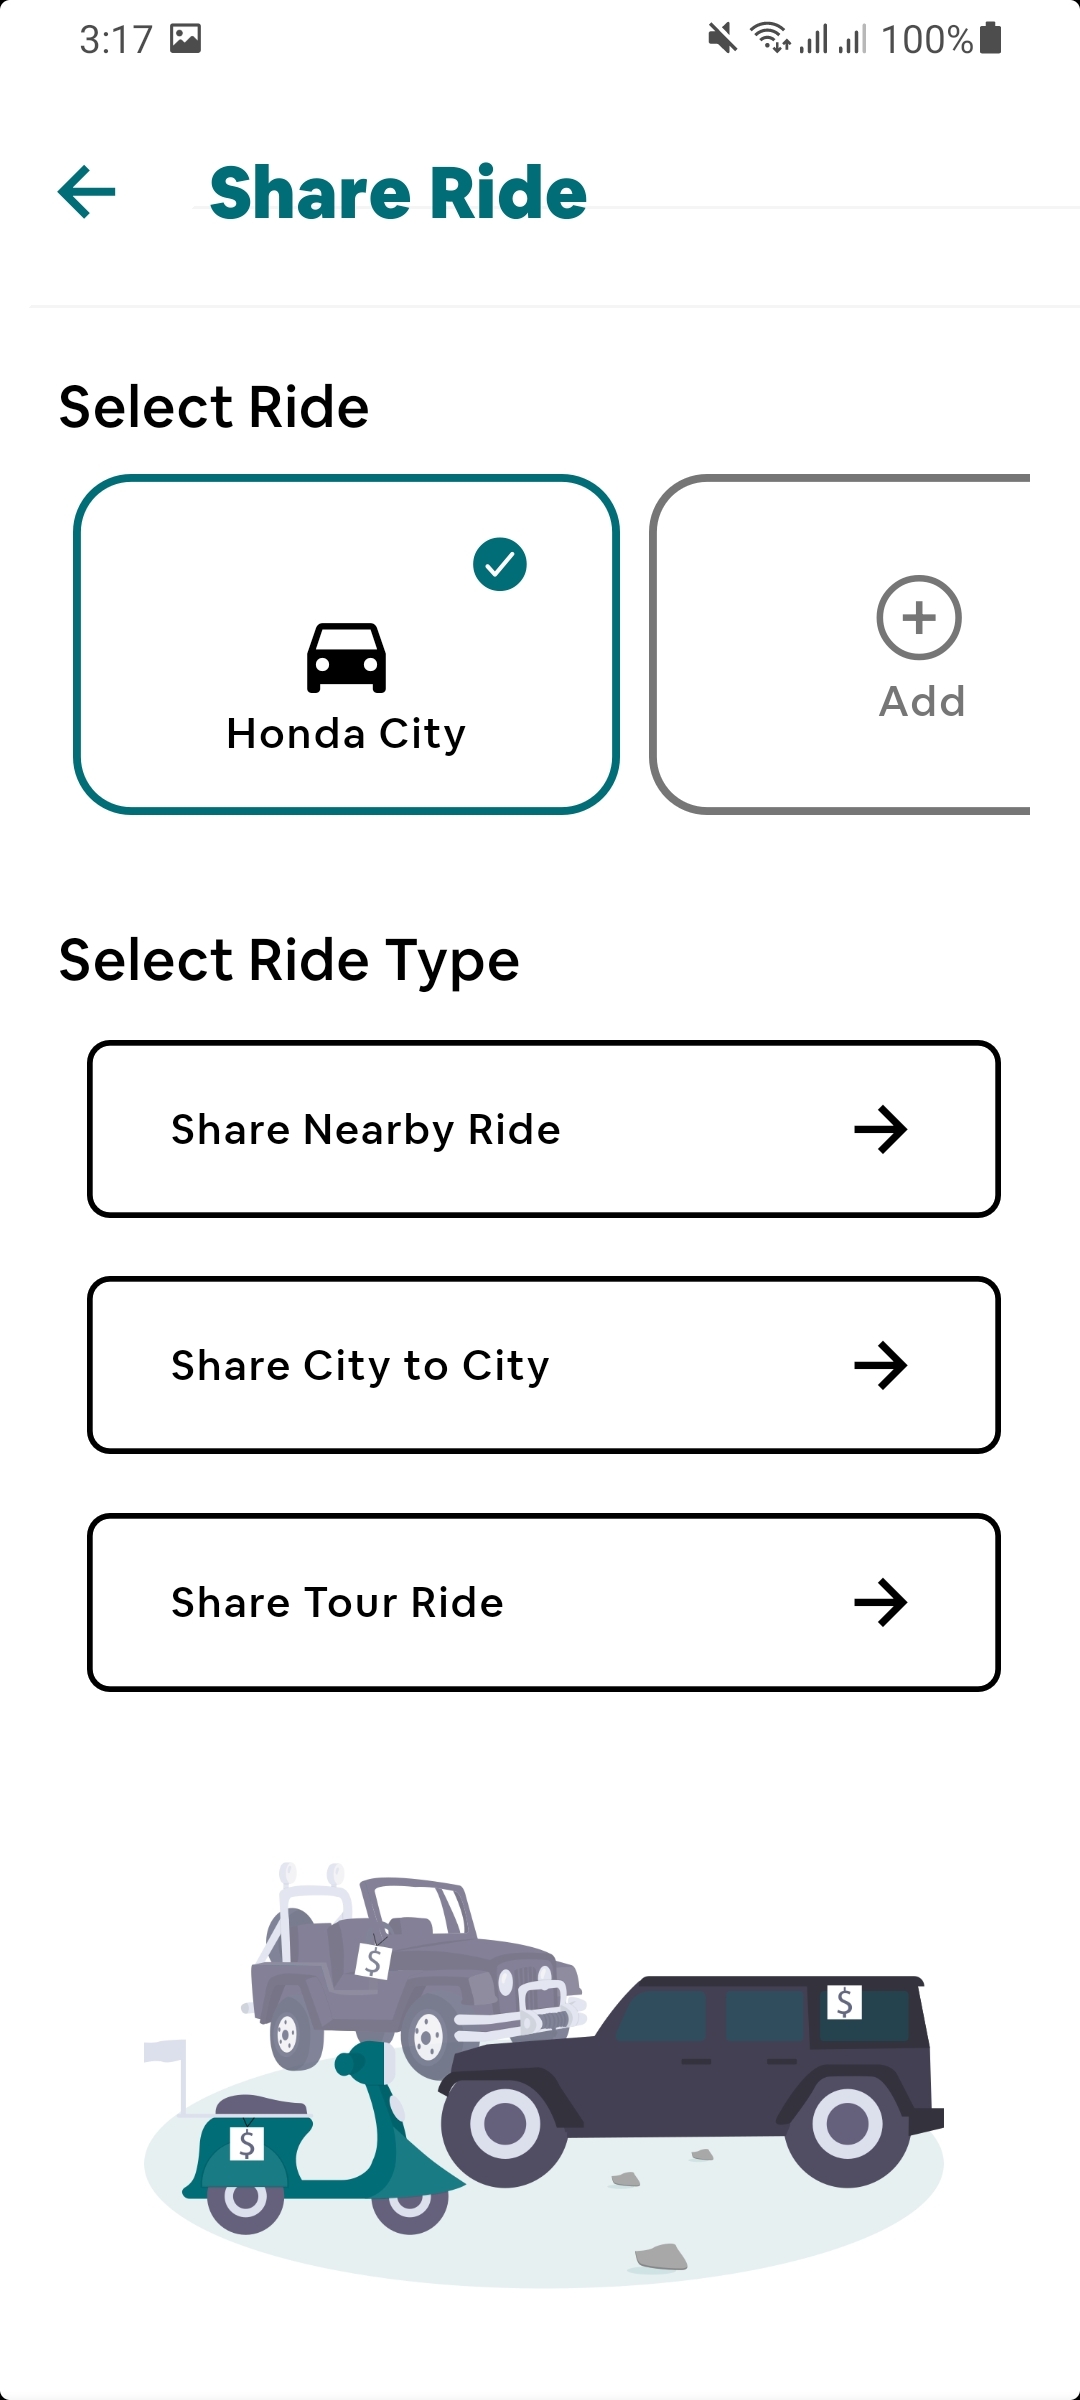 3:17 100%
Share Ride
Select Ride
Honda City
Add
Select Ride Type
Share Nearby Ride
Share City to City
Share Tour Ride
$
$
$